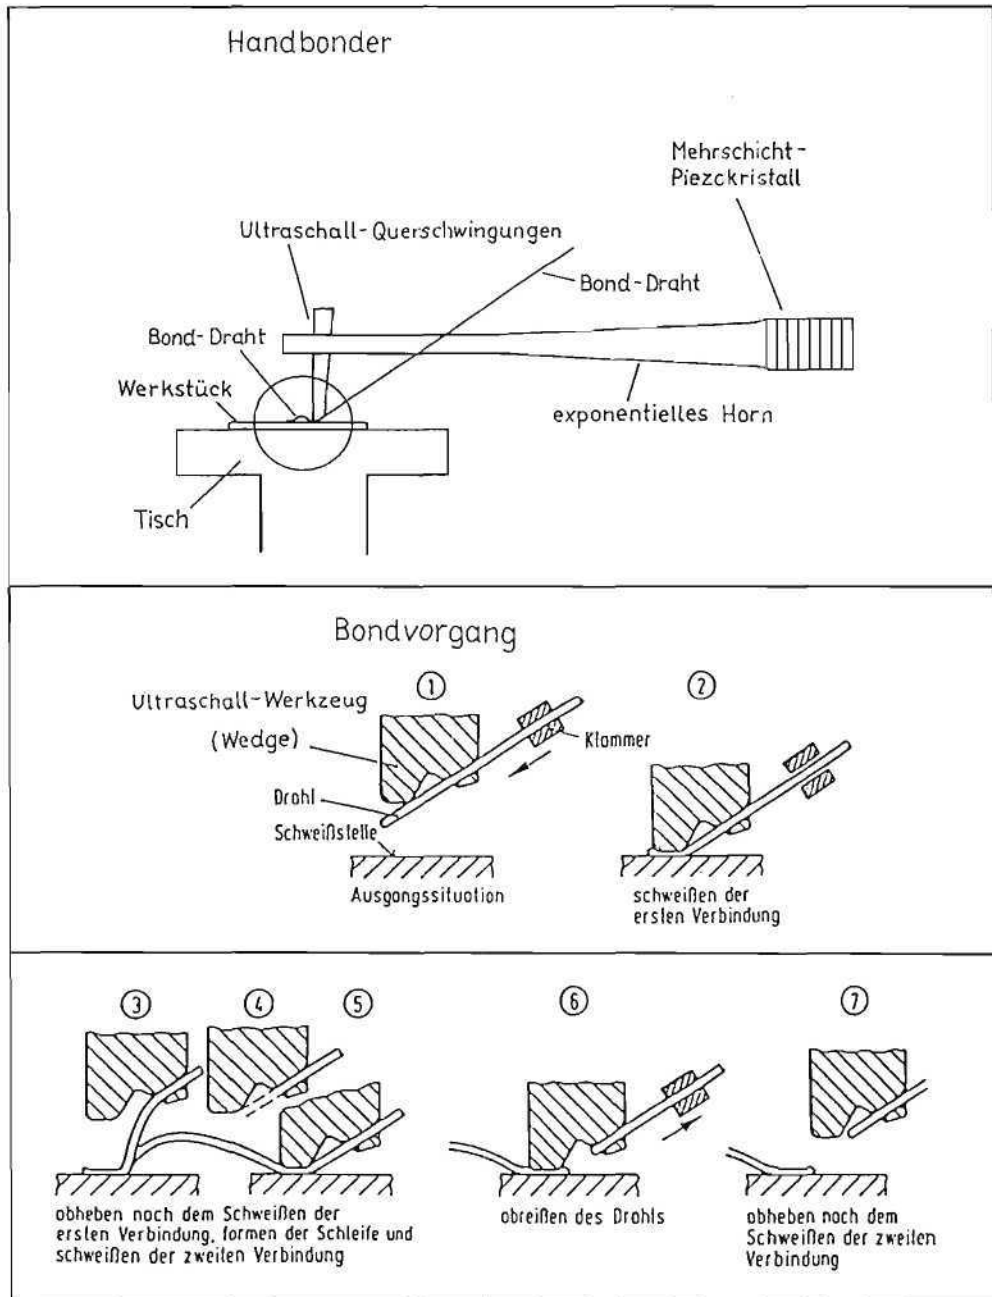 Handbonder
Mehrschicht-
Piezckristall
Ultraschall-Querschwingungen
Bond-Draht
Bond-Draht
Werkstück
exponentielles Horn
Tisch
Bondvorgang
1
2
Ultraschall-Werkzeug
(Wedge)
Klommer
Drohl
Schweißstelle
Ausgongssituotion
schweißen der
ersten Verbindung
3
4
5
6
7
obheben noch dem Schweißen der
ersten Verbindung, formen der Schleife und
schweißen der zweiten Verbindung
obreißen des Drohls
obheben noch dem
Schweißen der zweiten
Verbindung